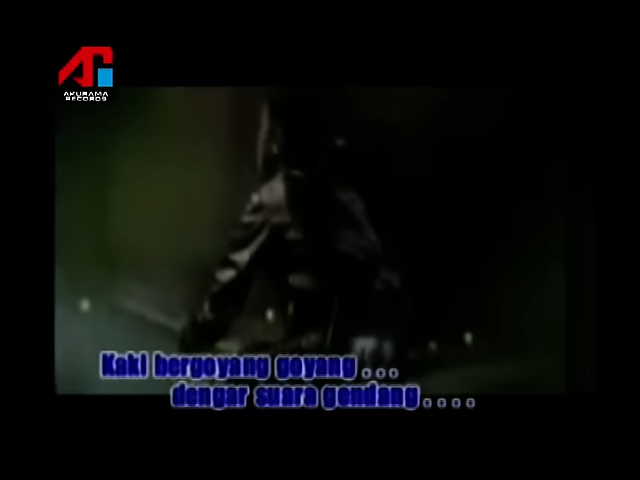 AKURAMA
RECORDS
Kaki bergoyang goyang . . .
dengar suara gendang . . . .